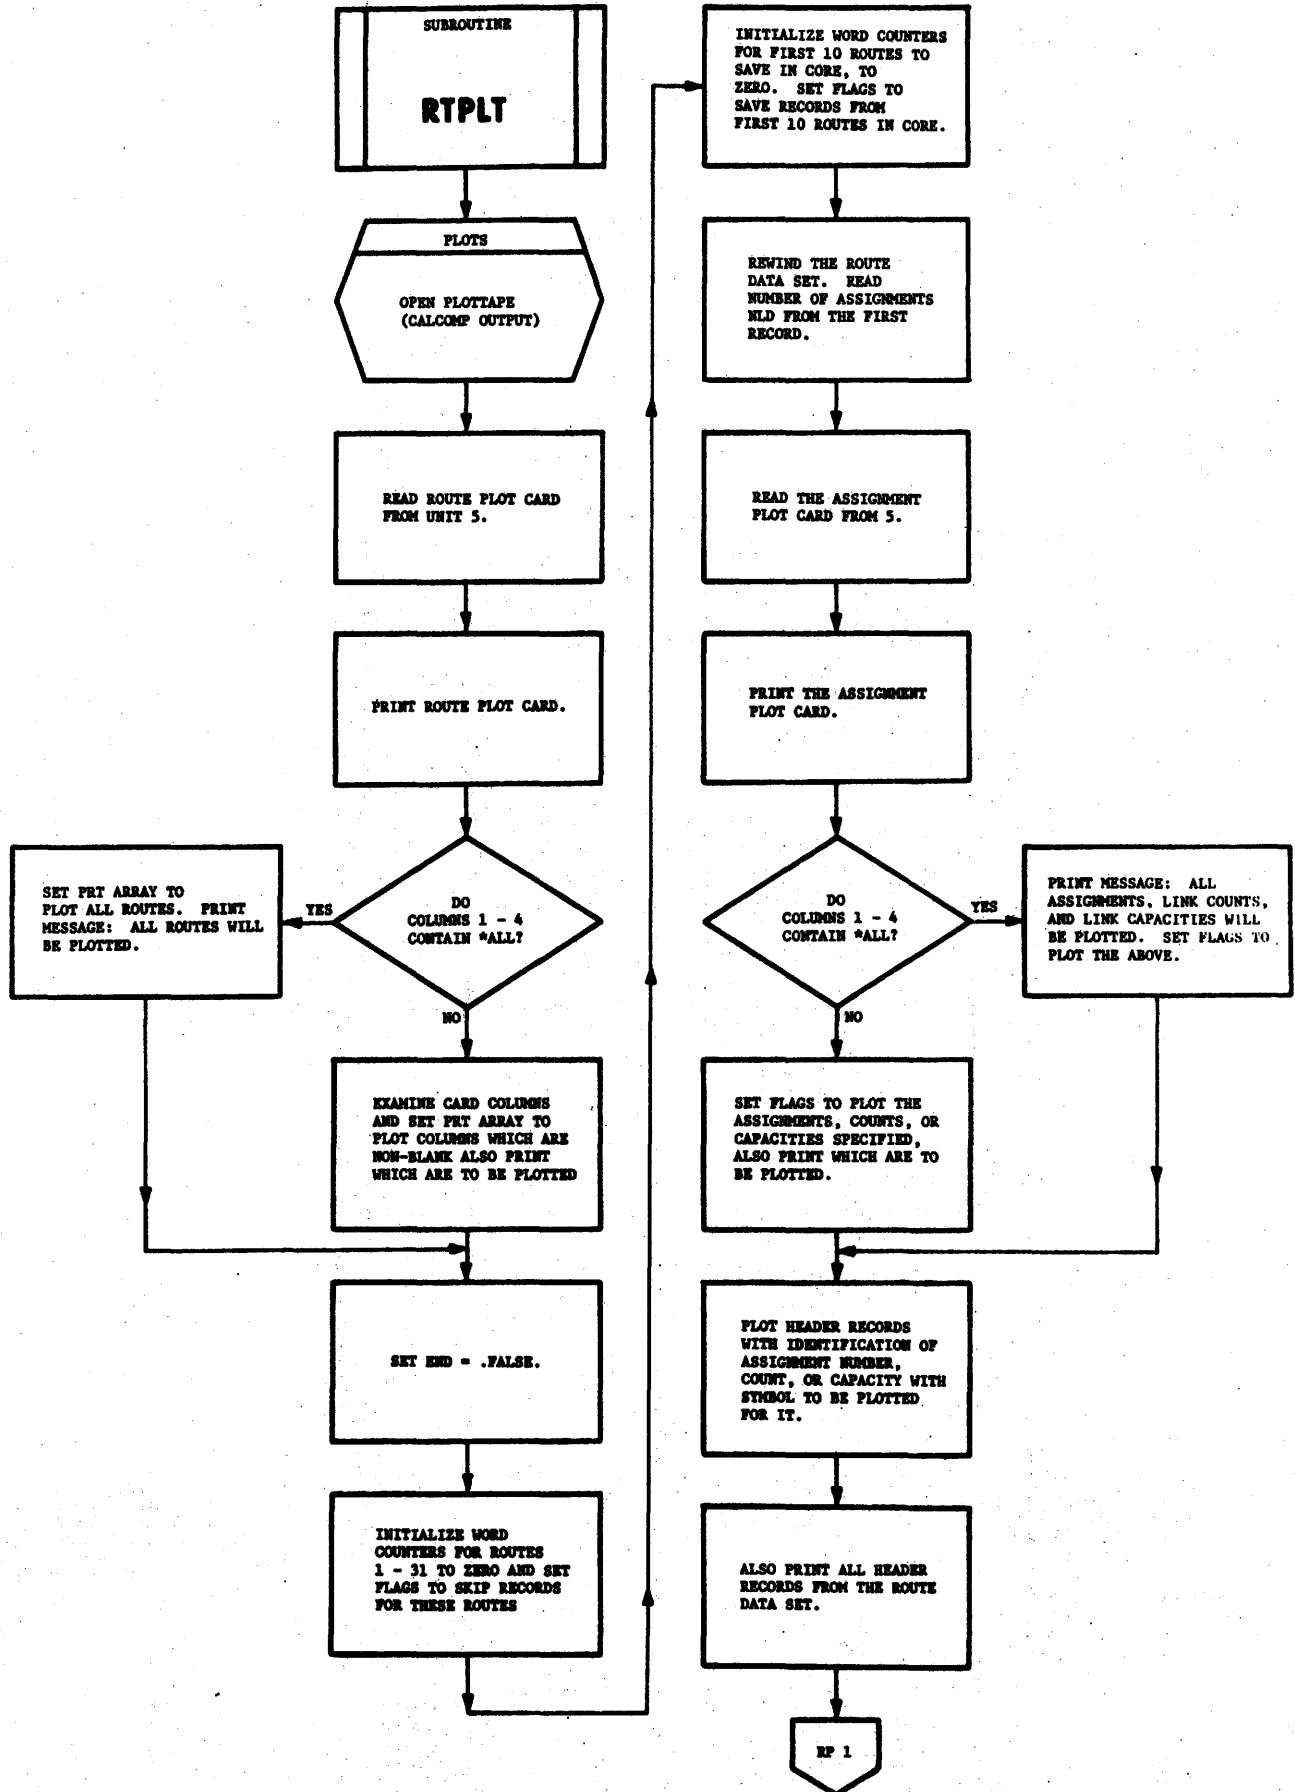 SUBROUTINE
RTPLT
PLOTS
OPEN PLOTTAPE
(CALCOMP OUTPUT)
READ ROUTE PLOT CARD
FROM UNIT 5.
PRINT ROUTE PLOT CARD.
DO
COLUMNS 1 - 4
CONTAIN *ALL?
YES
SET PRT ARRAY TO
PLOT ALL ROUTES. PRINT
MESSAGE: ALL ROUTES WILL
BE PLOTTED.
NO
EXAMINE CARD COLUMNS
AND SET PRT ARRAY TO
PLOT COLUMNS WHICH ARE
NON-BLANK ALSO PRINT
WHICH ARE TO BE PLOTTED
SET END = .FALSE.
INITIALIZE WORD
COUNTERS FOR ROUTES
1 - 31 TO ZERO AND SET
FLAGS TO SKIP RECORDS
FOR THESE ROUTES
INITIALIZE WORD COUNTERS
FOR FIRST 10 ROUTES TO
SAVE IN CORE, TO
ZERO. SET FLAGS TO
SAVE RECORDS FROM
FIRST 10 ROUTES IN CORE.
REWIND THE ROUTE
DATA SET. READ
NUMBER OF ASSIGNMENTS
NLD FROM THE FIRST
RECORD.
READ THE ASSIGNMENT
PLOT CARD FROM 5.
PRINT THE ASSIGNMENT
PLOT CARD.
DO
COLUMNS 1 - 4
CONTAIN *ALL?
YES
PRINT MESSAGE: ALL
ASSIGNMENTS, LINK COUNTS,
AND LINK CAPACITIES WILL
BE PLOTTED. SET FLAGS TO
PLOT THE ABOVE.
NO
SET FLAGS TO PLOT THE
ASSIGNMENTS, COUNTS, OR
CAPACITIES SPECIFIED,
ALSO PRINT WHICH ARE TO
BE PLOTTED.
PLOT HEADER RECORDS
WITH IDENTIFICATION OF
ASSIGNMENT NUMBER,
COUNT, OR CAPACITY WITH
SYMBOL TO BE PLOTTED
FOR IT.
ALSO PRINT ALL HEADER
RECORDS FROM THE ROUTE
DATA SET.
RP 1